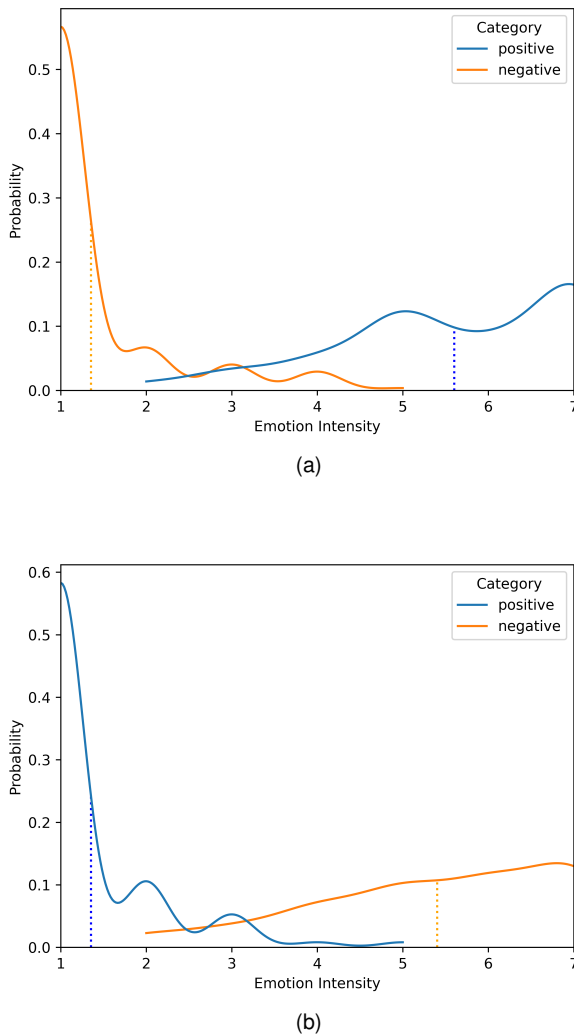 Category
positive
negative
0.5
0.4
0.3
0.2
0.1
0.0
Probability
1 2 3 4 5 6 7
Emotion Intensity
(a)
Category
positive
negative
0.6
0.5
0.4
0.3
0.2
0.1
0.0
Probability
1 2 3 4 5 6 7
Emotion Intensity
(b)